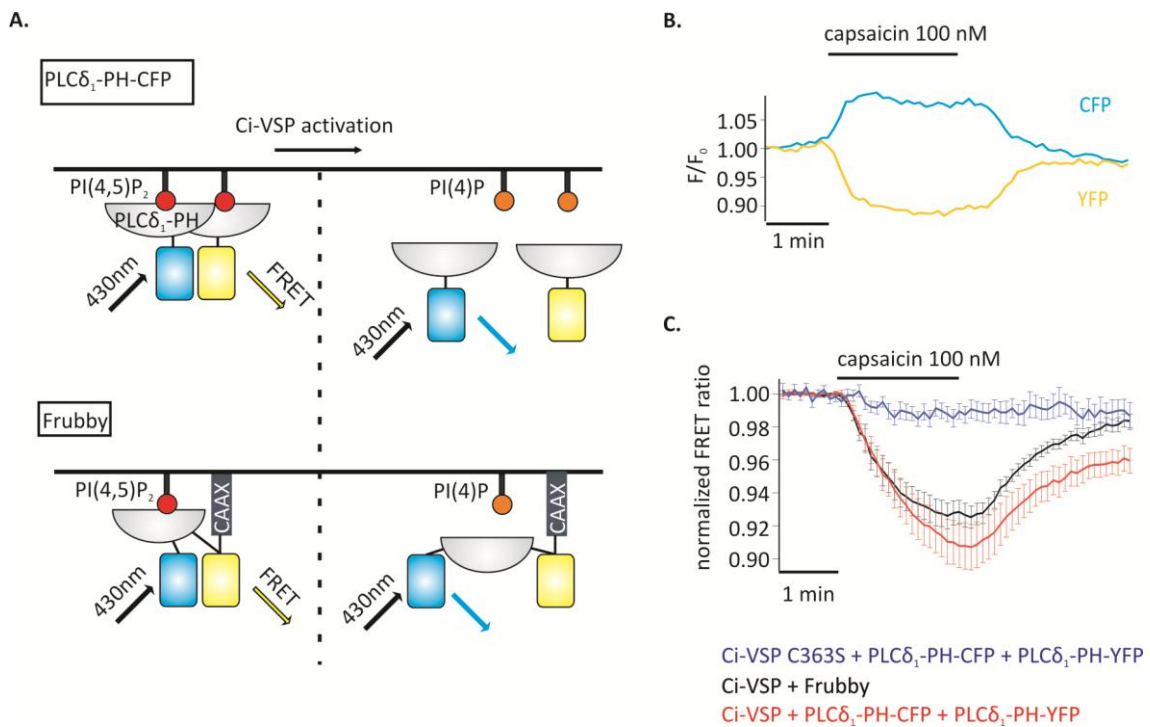 A.
PLCδ₁-PH-CFP
Ci-VSP activation
PI(4,5)P₂
PI(4)P
PLCδ₁-PH
430nm
FRET
430nm
Frubby
PI(4,5)P₂
CAAX
PI(4)P
CAAX
430nm
FRET
430nm
B.
capsaicin 100 nM
F/F₀
1.05
1.00
0.95
0.90
CFP
YFP
1 min
C.
capsaicin 100 nM
normalized FRET ratio
1.00
0.98
0.96
0.94
0.92
0.90
1 min
Ci-VSP C363S + PLCδ₁-PH-CFP + PLCδ₁-PH-YFP
Ci-VSP + Frubby
Ci-VSP + PLCδ₁-PH-CFP + PLCδ₁-PH-YFP